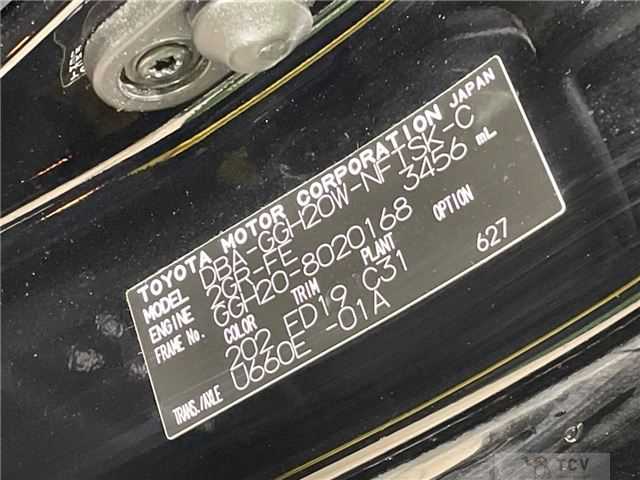 TOYOTA MOTOR CORPORATION JAPAN
MODEL DBA-GGH20W-NFTSK-C
ENGINE 2GR-FE 3456 mL
FRAME No. GGH20-8020168
COLOR TRIM PLANT OPTION
202 FD19 C31 627
TRANS./AXLE U660E -01A
TCV